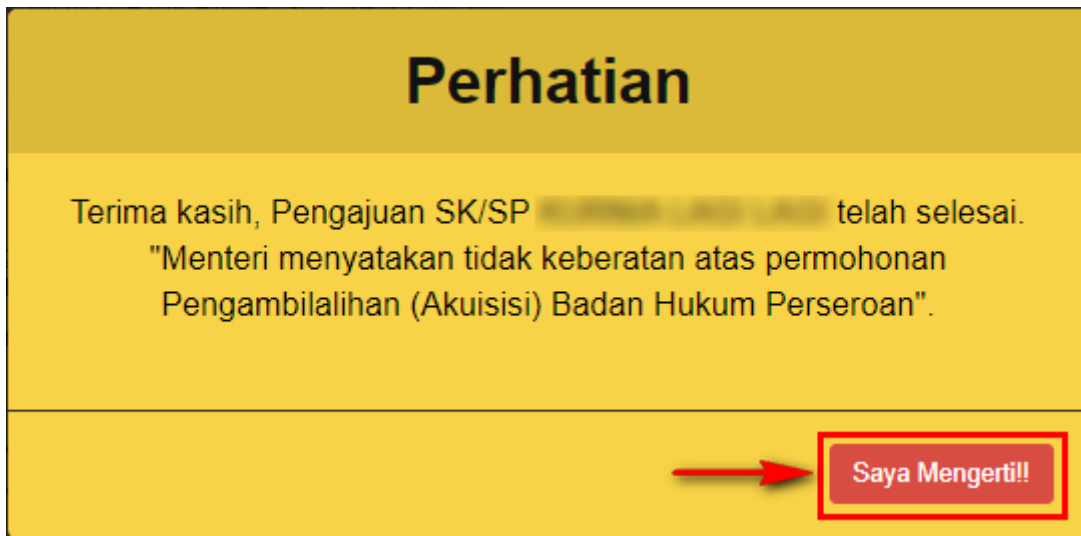 Perhatian
Terima kasih, Pengajuan SK/SP telah selesai.
"Menteri menyatakan tidak keberatan atas permohonan
Pengambilalihan (Akuisisi) Badan Hukum Perseroan".
Saya Mengerti!!